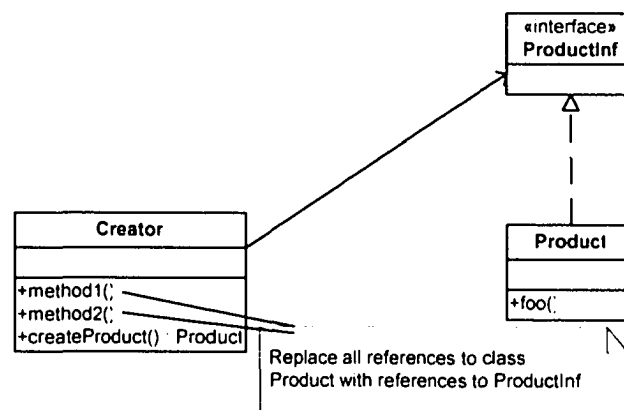 «interface»
ProductInf
Creator
+method1()
+method2()
+createProduct() : Product
Product
+foo()
Replace all references to class
Product with references to ProductInf